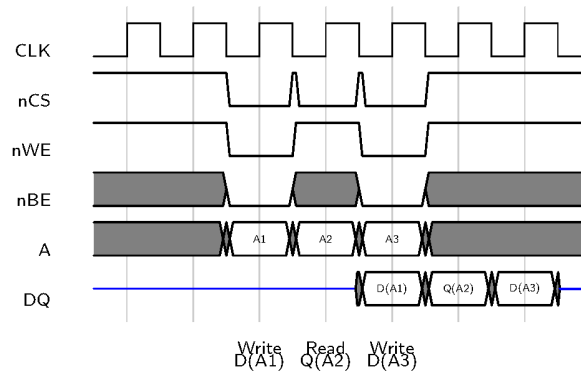 CLK
nCS
nWE
nBE
A A1 A2 A3
DQ D(A1) Q(A2) D(A3)
Write Read Write
D(A1) Q(A2) D(A3)